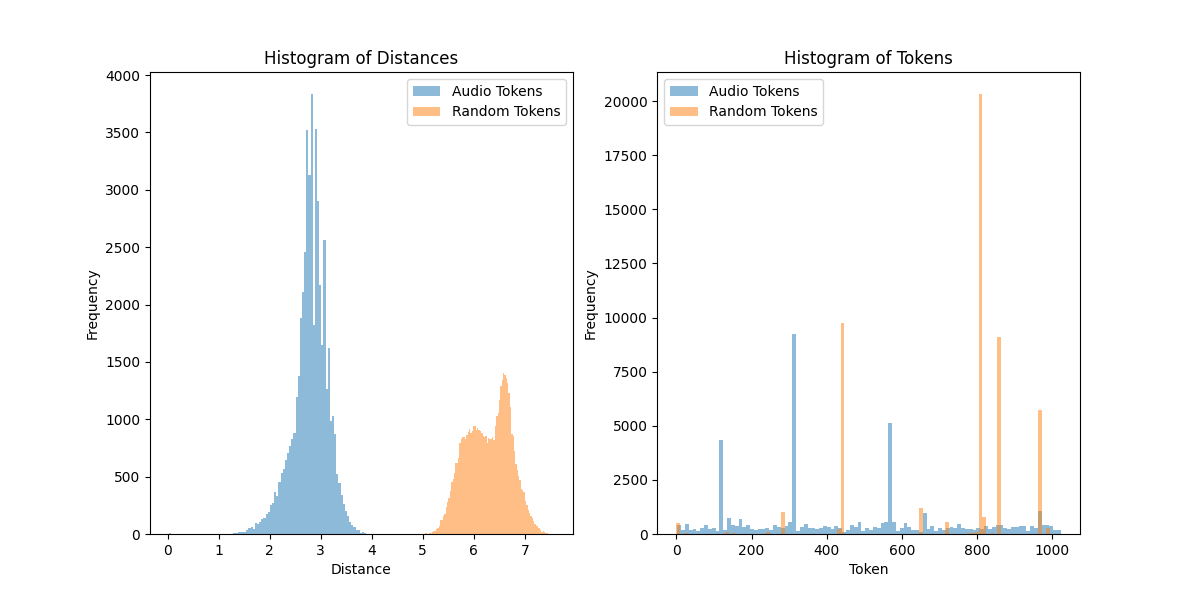 Histogram of Distances
Audio Tokens
Random Tokens
4000
3500
3000
2500
2000
1500
1000
500
0
Frequency
0 1 2 3 4 5 6 7
Distance
Histogram of Tokens
Audio Tokens
Random Tokens
20000
17500
15000
12500
10000
7500
5000
2500
0
Frequency
0 200 400 600 800 1000
Token